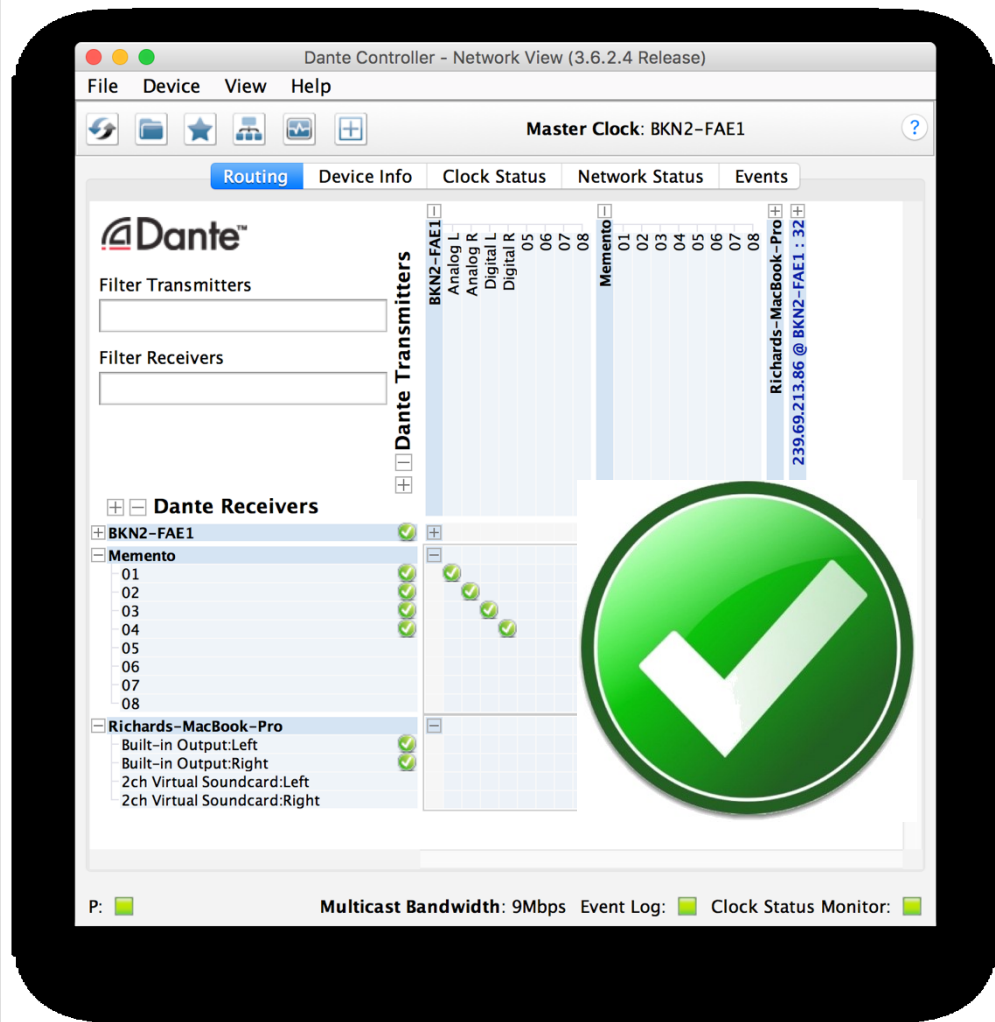 Dante Controller - Network View (3.6.2.4 Release)
File Device View Help
Master Clock: BKN2-FAE1
?
Routing Device Info Clock Status Network Status Events
Dante™
Filter Transmitters
Filter Receivers
Dante Transmitters
BKN2-FAE1
Analog L
Analog R
Digital L
Digital R
05
06
07
08
Memento
01
02
03
04
05
06
07
08
Richards-MacBook-Pro
239.69.213.86 @ BKN2-FAE1 : 32
Dante Receivers
BKN2-FAE1
Memento
01
02
03
04
05
06
07
08
Richards-MacBook-Pro
Built-in Output:Left
Built-in Output:Right
2ch Virtual Soundcard:Left
2ch Virtual Soundcard:Right
P: Multicast Bandwidth: 9Mbps Event Log: Clock Status Monitor: